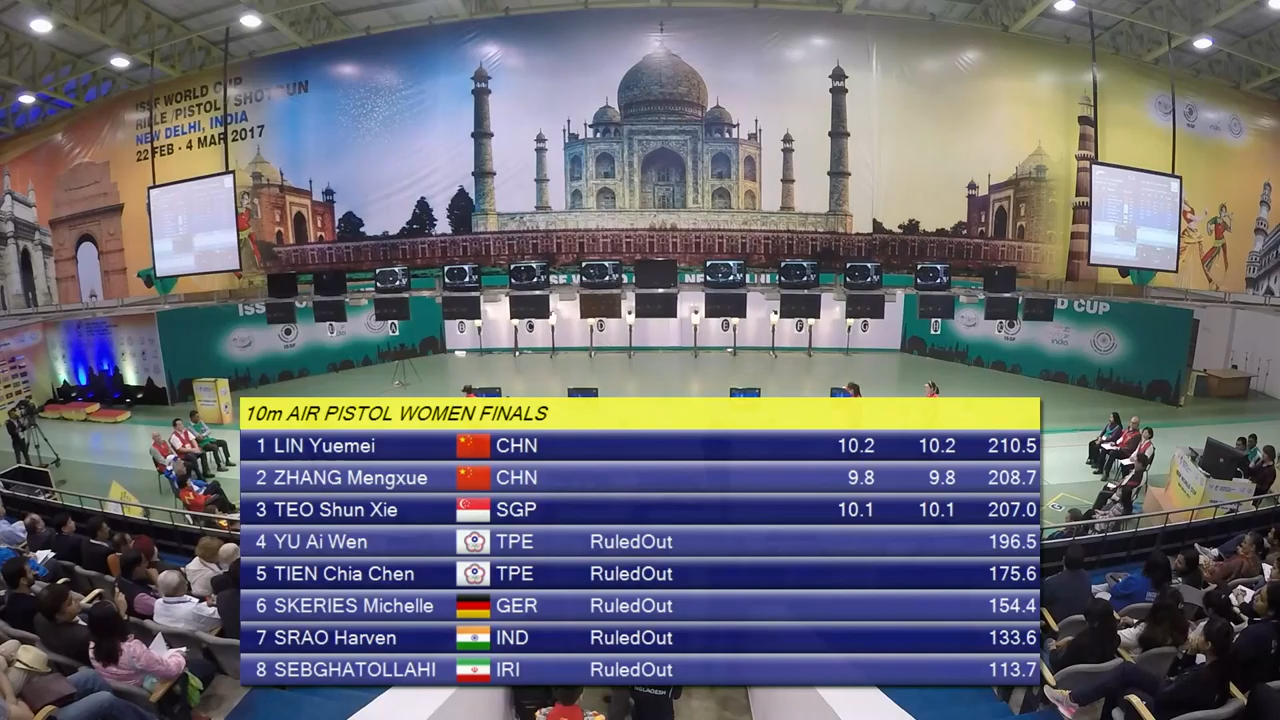 ISSF WORLD CUP
RIFLE /PISTOL / SHOTGUN
NEW DELHI, INDIA
22 FEB - 4 MAR 2017
ISS
D CUP
A
C
D
E
F
G
10m AIR PISTOL WOMEN FINALS
1 LIN Yuemei CHN 10.2 10.2 210.5
2 ZHANG Mengxue CHN 9.8 9.8 208.7
3 TEO Shun Xie SGP 10.1 10.1 207.0
4 YU Ai Wen TPE RuledOut 196.5
5 TIEN Chia Chen TPE RuledOut 175.6
6 SKERIES Michelle GER RuledOut 154.4
7 SRAO Harven IND RuledOut 133.6
8 SEBGHATOLLAHI IRI RuledOut 113.7
BANGLADESH